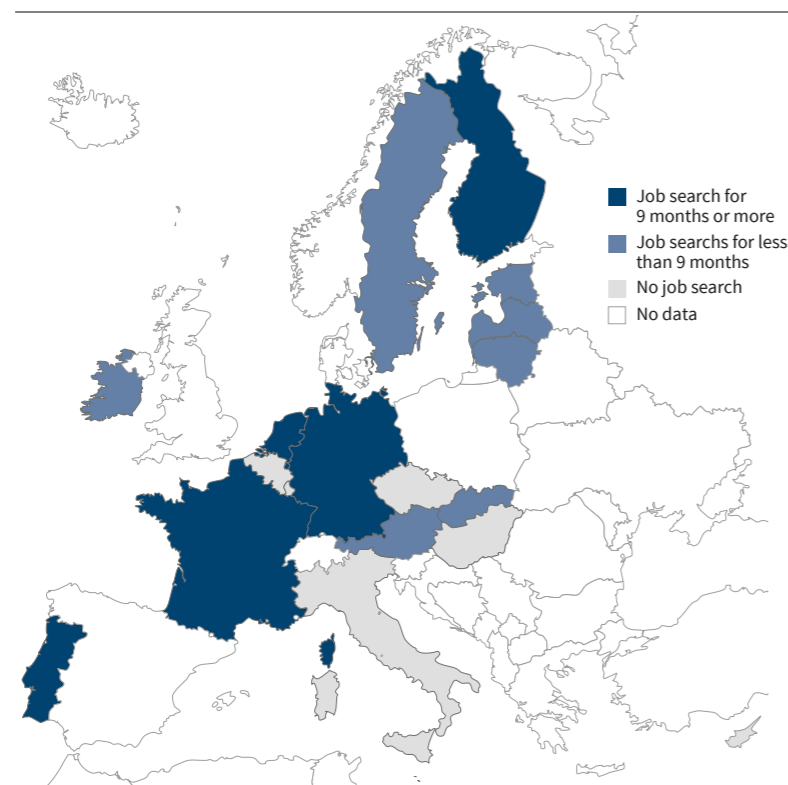 Job search for
9 months or more
Job searchs for less
than 9 months
No job search
No data